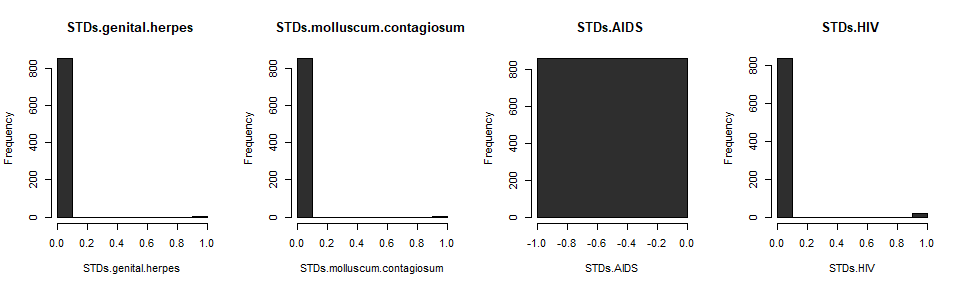 STDs.genital.herpes
Frequency
800
600
400
200
0
0.0 0.2 0.4 0.6 0.8 1.0
STDs.genital.herpes
STDs.molluscum.contagiosum
Frequency
800
600
400
200
0
0.0 0.2 0.4 0.6 0.8 1.0
STDs.molluscum.contagiosum
STDs.AIDS
Frequency
800
600
400
200
0
-1.0 -0.8 -0.6 -0.4 -0.2 0.0
STDs.AIDS
STDs.HIV
Frequency
800
600
400
200
0
0.0 0.2 0.4 0.6 0.8 1.0
STDs.HIV